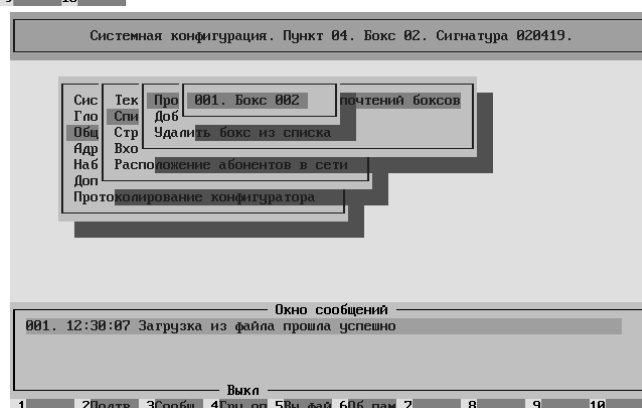 9 10
Системная конфигурация. Пункт 04. Бокс 02. Сигнатура 020419.
Сис Тек Про 001. Бокс 002 почтений боксов
Гло Спи Доб
Общ Стр Удалить бокс из списка
Адр Вхо
Наб Расположение абонентов в сети
Доп
Протоколирование конфигуратора
Окно сообщений
001. 12:30:07 Загрузка из файла прошла успешно
Выкл
1 2Подтв 3Сообщ 4Гру оп 5Вы фай 6Об пам 7 8 9 10